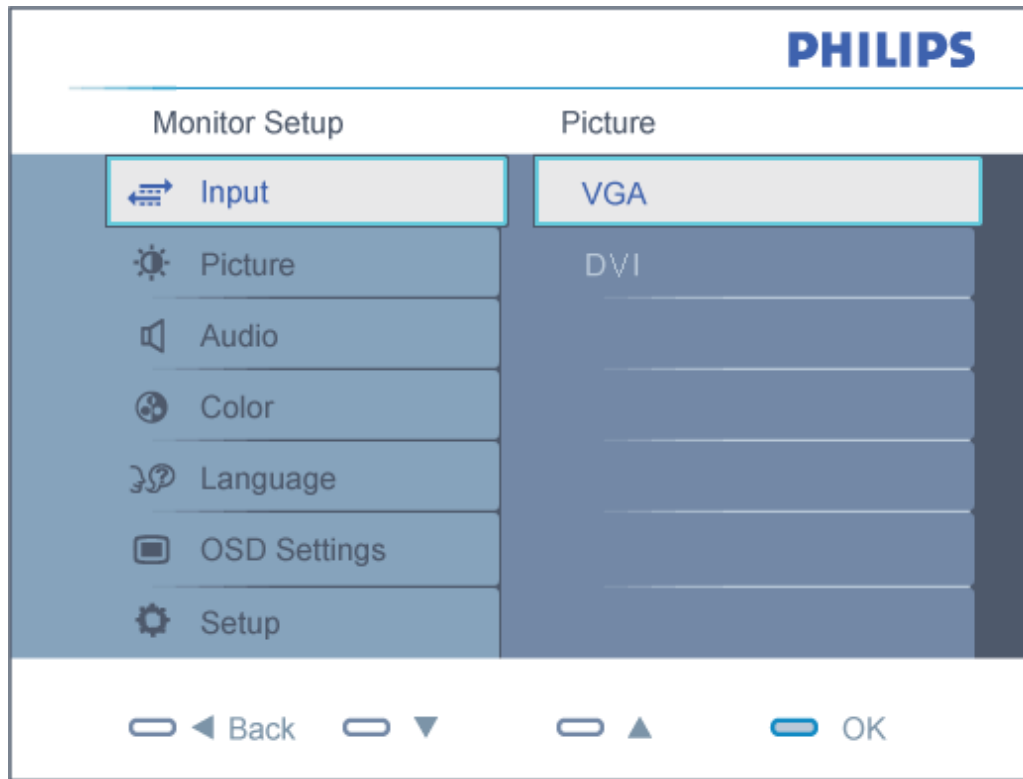 PHILIPS
Monitor Setup Picture
Input VGA
Picture DVI
Audio
Color
Language
OSD Settings
Setup
Back OK